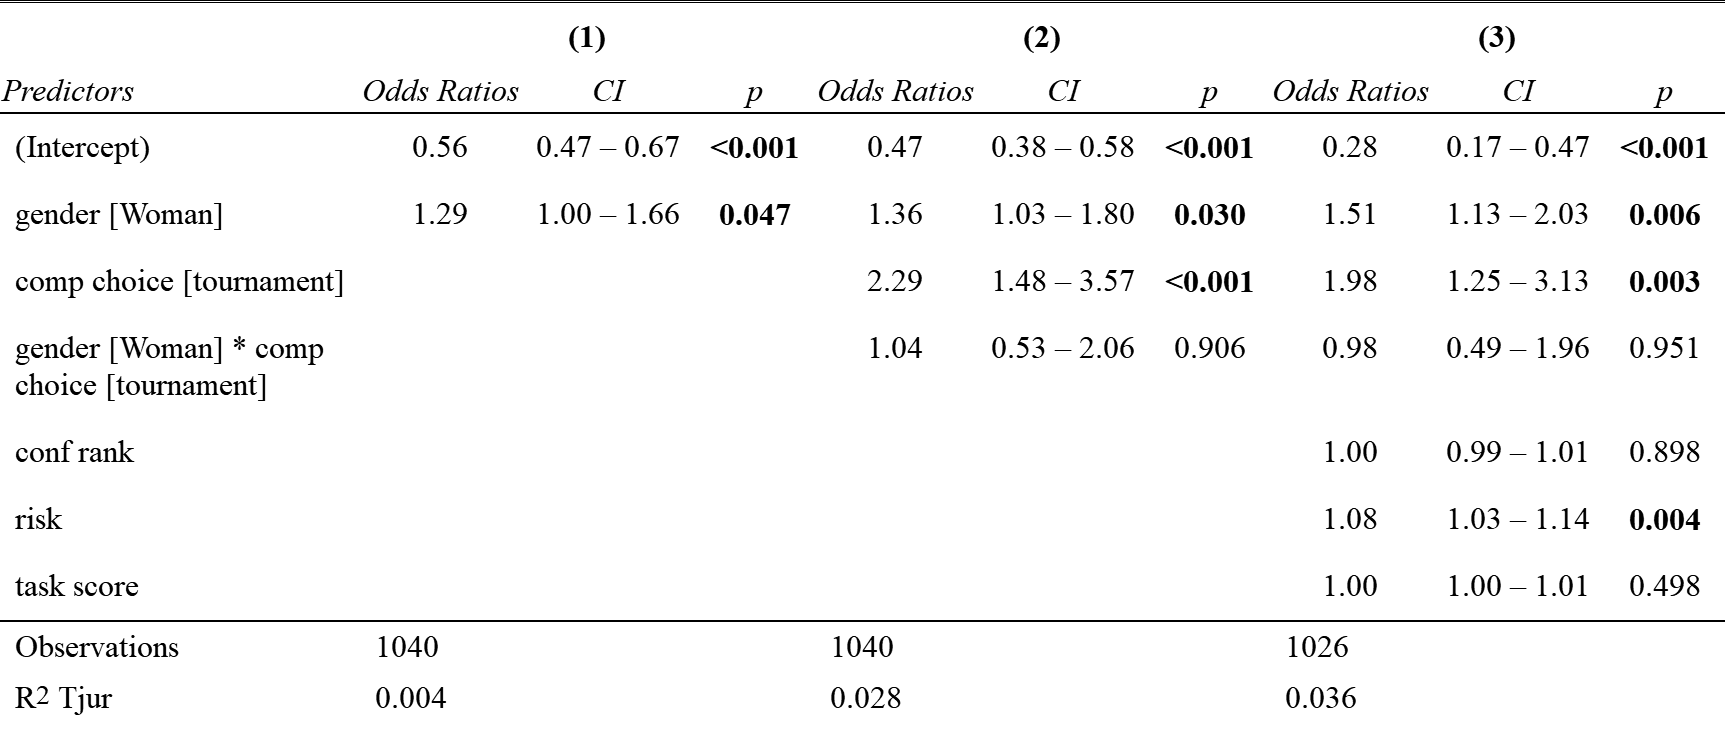 (1) (2) (3)
Predictors Odds Ratios CI p Odds Ratios CI p Odds Ratios CI p
(Intercept) 0.56 0.47 – 0.67 <0.001 0.47 0.38 – 0.58 <0.001 0.28 0.17 – 0.47 <0.001
gender [Woman] 1.29 1.00 – 1.66 0.047 1.36 1.03 – 1.80 0.030 1.51 1.13 – 2.03 0.006
comp choice [tournament] 2.29 1.48 – 3.57 <0.001 1.98 1.25 – 3.13 0.003
gender [Woman] * comp 1.04 0.53 – 2.06 0.906 0.98 0.49 – 1.96 0.951
choice [tournament]
conf rank 1.00 0.99 – 1.01 0.898
risk 1.08 1.03 – 1.14 0.004
task score 1.00 1.00 – 1.01 0.498
Observations 1040 1040 1026
R2 Tjur 0.004 0.028 0.036